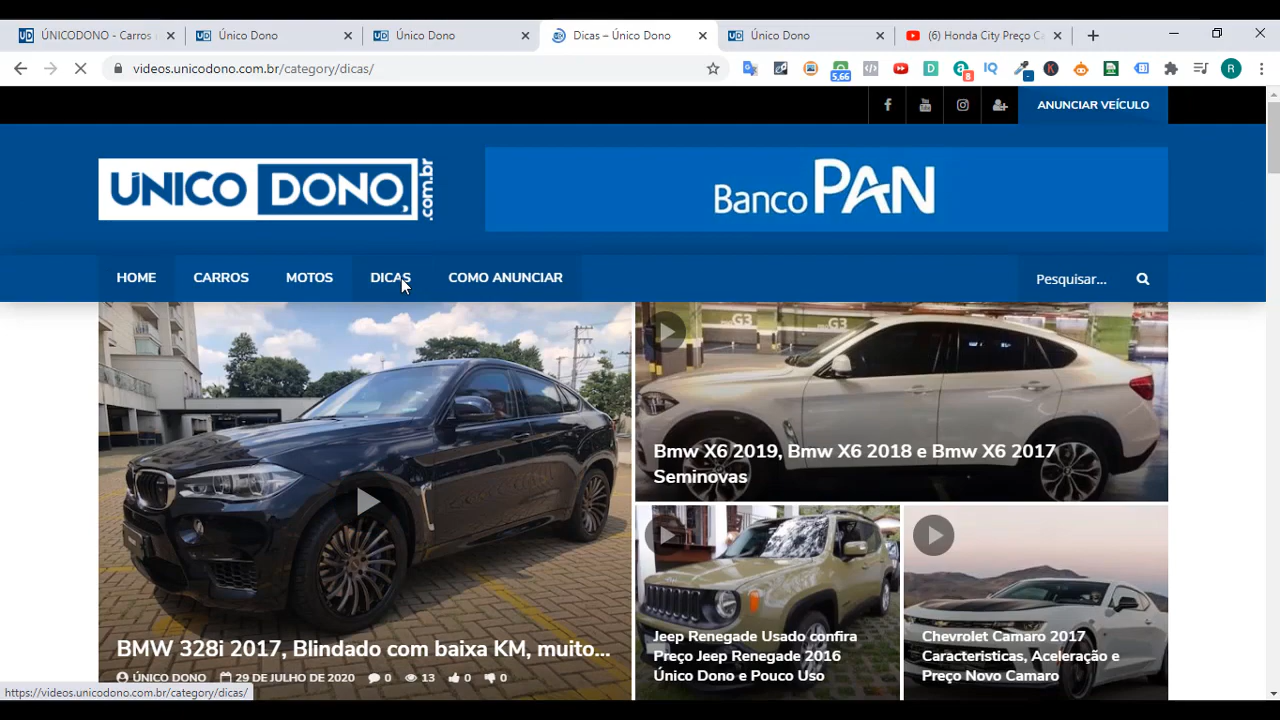 ÚNICODONO - Carros
Único Dono
Único Dono
Dicas – Único Dono
Único Dono
(6) Honda City Preço C
videos.unicodono.com.br/category/dicas/
5,66
8
R
ANUNCIAR VEÍCULO
ÚNICO DONO .com.br
Banco PAN
HOME
CARROS
MOTOS
DICAS
COMO ANUNCIAR
Pesquisar...
Bmw X6 2019, Bmw X6 2018 e Bmw X6 2017
Seminovas
BMW 328i 2017, Blindado com baixa KM, muito...
ÚNICO DONO 29 DE JULHO DE 2020 0 13 0 0
Jeep Renegade Usado confira
Preço Jeep Renegade 2016
Único Dono e Pouco Uso
Chevrolet Camaro 2017
Caracteristicas, Aceleração e
Preço Novo Camaro
https://videos.unicodono.com.br/category/dicas/